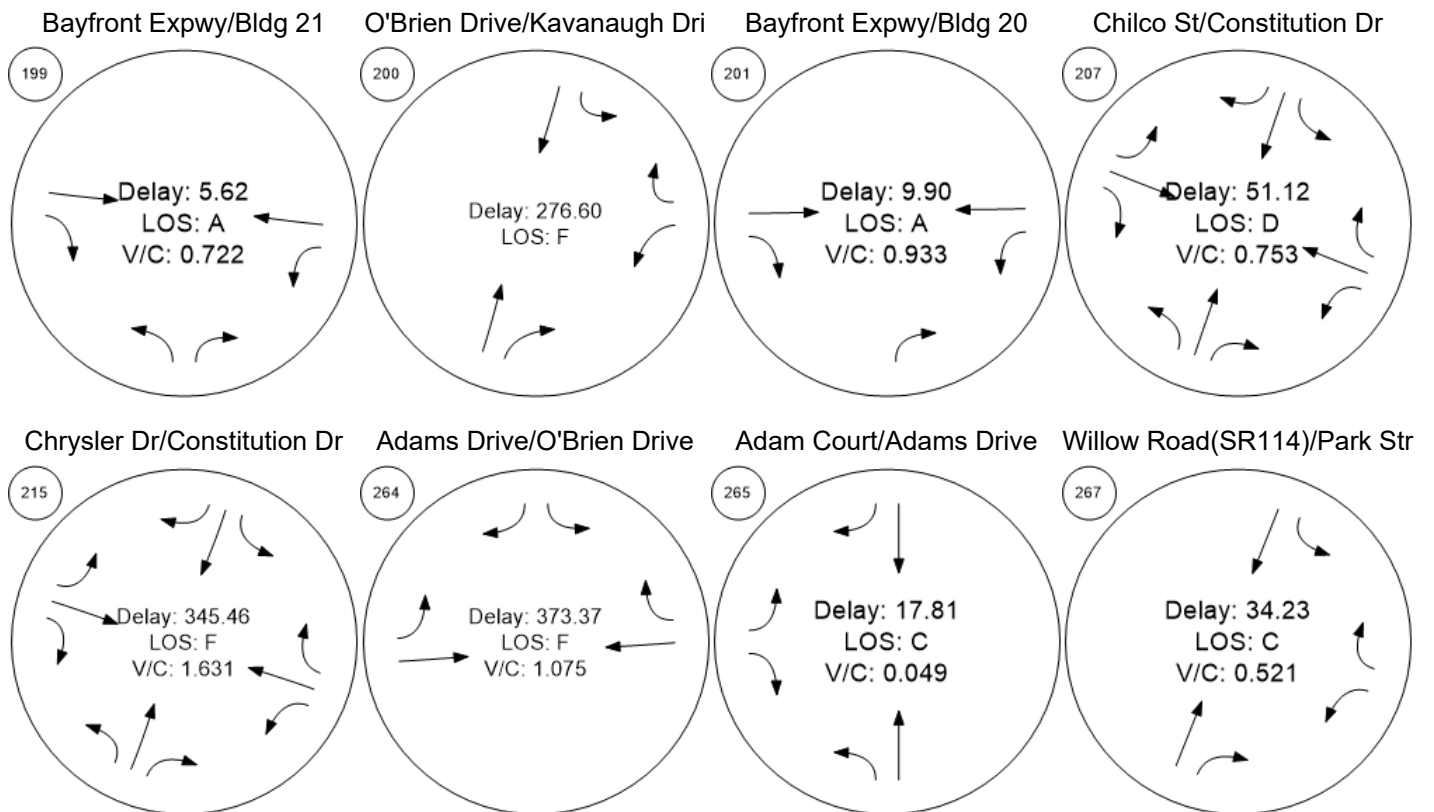 Bayfront Expwy/Bldg 21
199
Delay: 5.62
LOS: A
V/C: 0.722
O'Brien Drive/Kavanaugh Dri
200
Delay: 276.60
LOS: F
Bayfront Expwy/Bldg 20
201
Delay: 9.90
LOS: A
V/C: 0.933
Chilco St/Constitution Dr
207
Delay: 51.12
LOS: D
V/C: 0.753
Chrysler Dr/Constitution Dr
215
Delay: 345.46
LOS: F
V/C: 1.631
Adams Drive/O'Brien Drive
264
Delay: 373.37
LOS: F
V/C: 1.075
Adam Court/Adams Drive
265
Delay: 17.81
LOS: C
V/C: 0.049
Willow Road(SR114)/Park Str
267
Delay: 34.23
LOS: C
V/C: 0.521